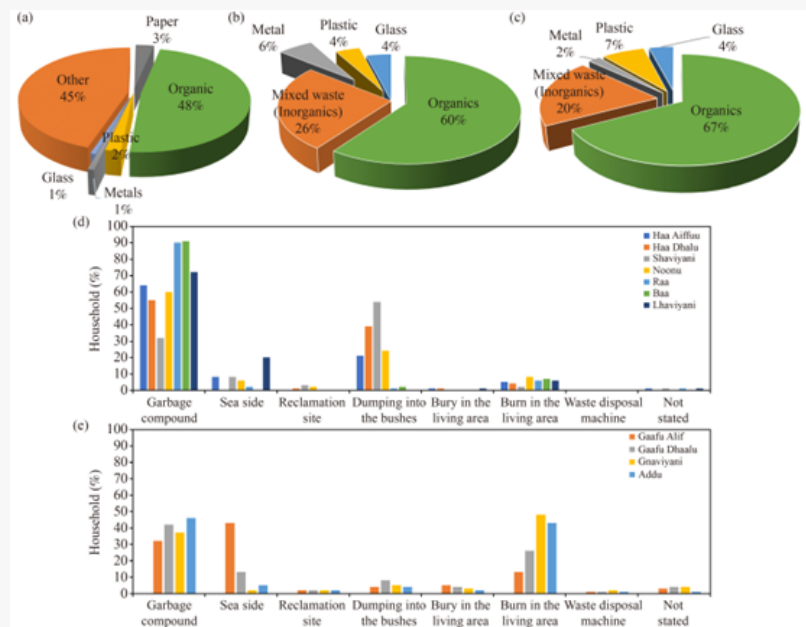 (a)
Paper
3%
Other
45%
Organic
48%
Plastic
2%
Glass
1%
Metals
1%
(b)
Metal
6%
Plastic
4%
Glass
4%
Mixed waste
(Inorganics)
26%
Organics
60%
(c)
Metal
2%
Plastic
7%
Glass
4%
Mixed waste
(Inorganics)
20%
Organics
67%
(d)
Household (%)
100
90
80
70
60
50
40
30
20
10
0
Haa Aiffuu
Haa Dhalu
Shaviyani
Noonu
Raa
Baa
Lhaviyani
Garbage
compound
Sea side
Reclamation
site
Dumping into
the bushes
Bury in the
living area
Burn in the
living area
Waste disposal
machine
Not
stated
(e)
Household (%)
100
90
80
70
60
50
40
30
20
10
0
Gaafu Alif
Gaafu Dhaalu
Gnaviyani
Addu
Garbage
compound
Sea side
Reclamation
site
Dumping into
the bushes
Bury in the
living area
Burn in the
living area
Waste disposal
machine
Not
stated